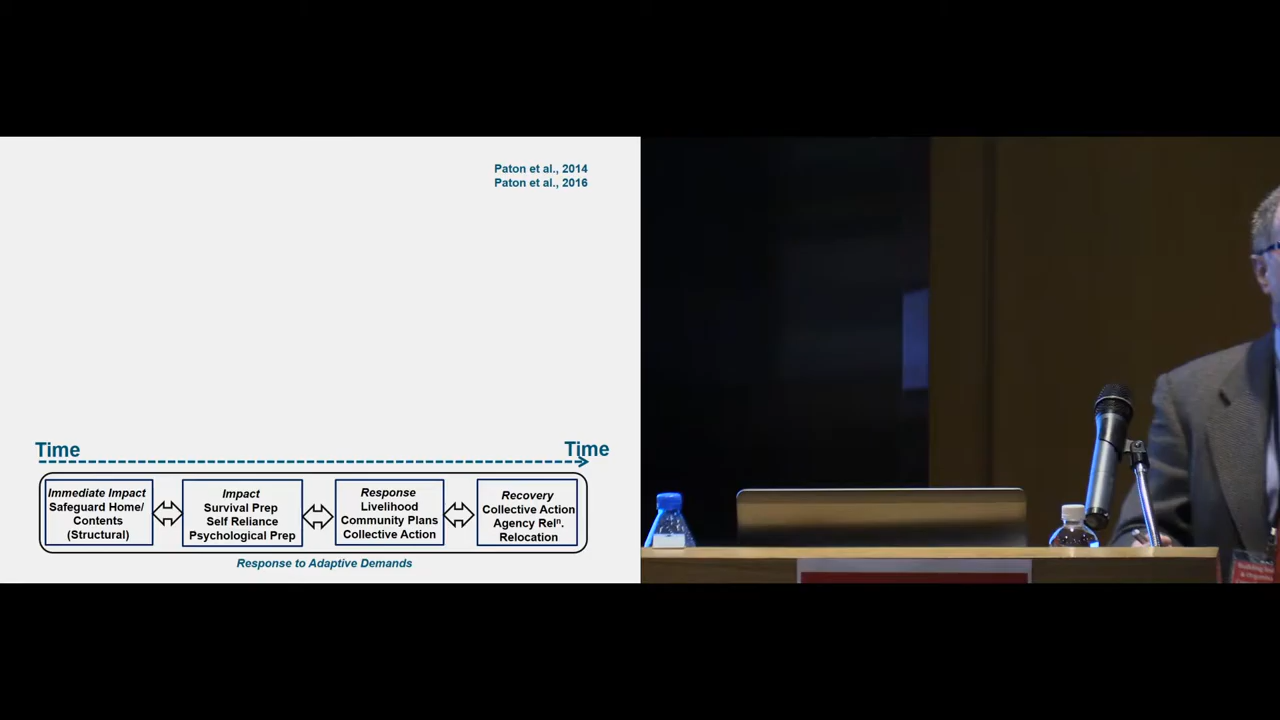 Paton et al., 2014
Paton et al., 2016
Time
Time
Immediate Impact
Safeguard Home/
Contents
(Structural)
Impact
Survival Prep
Self Reliance
Psychological Prep
Response
Livelihood
Community Plans
Collective Action
Recovery
Collective Action
Agency Relⁿ.
Relocation
Response to Adaptive Demands